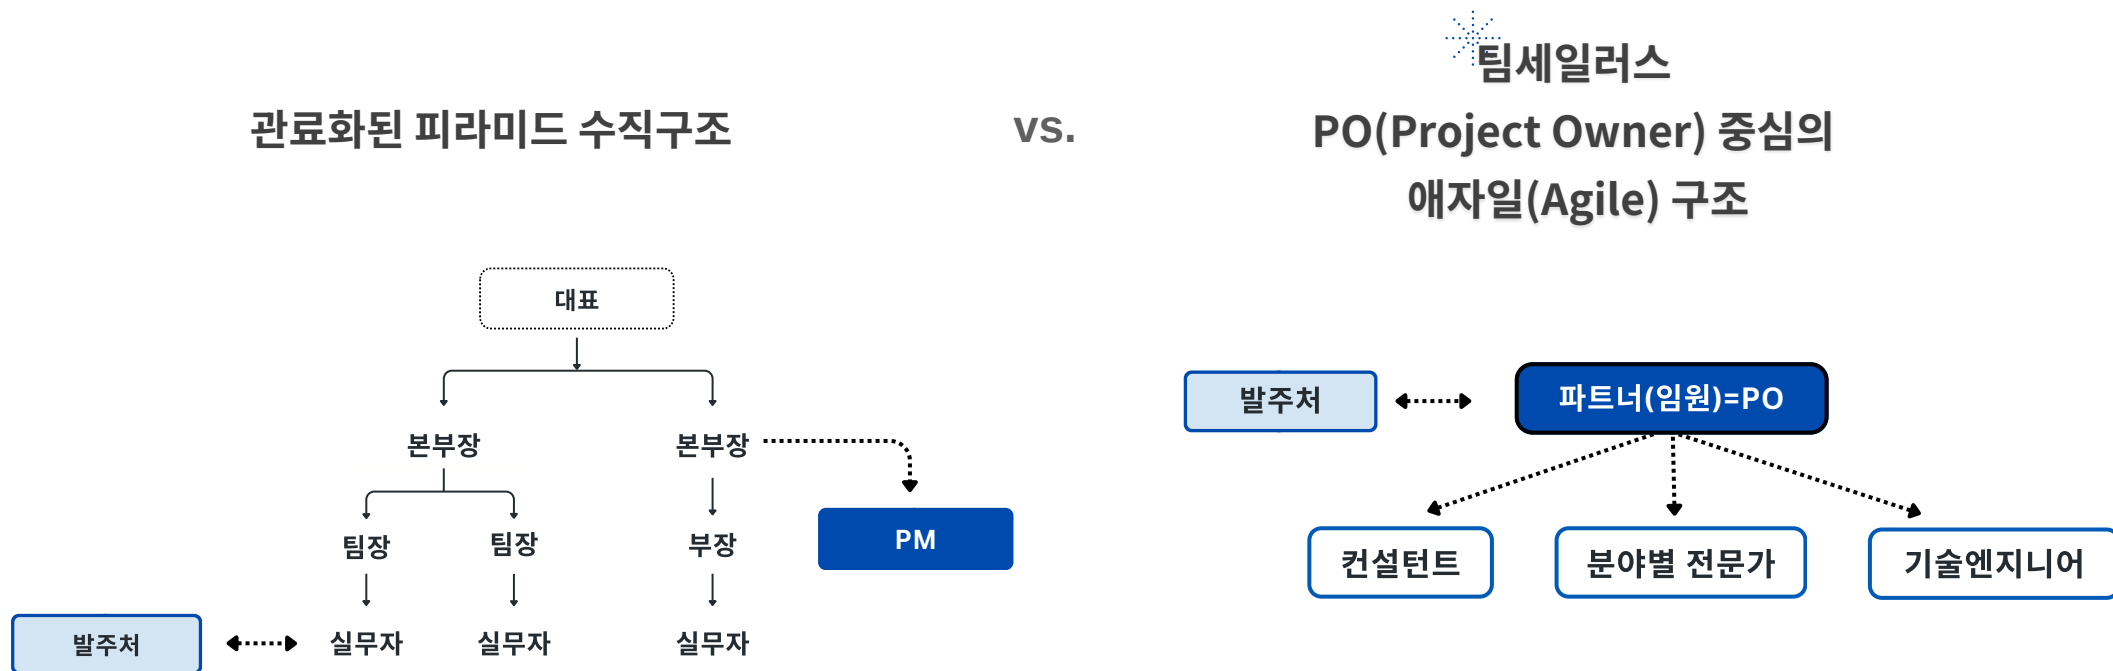 관료화된 피라미드 수직구조
vs.
팀세일러스
PO(Project Owner) 중심의
애자일(Agile) 구조
대표
본부장
본부장
팀장
팀장
부장
PM
발주처
실무자
실무자
실무자
발주처
파트너(임원)=PO
컨설턴트
분야별 전문가
기술엔지니어